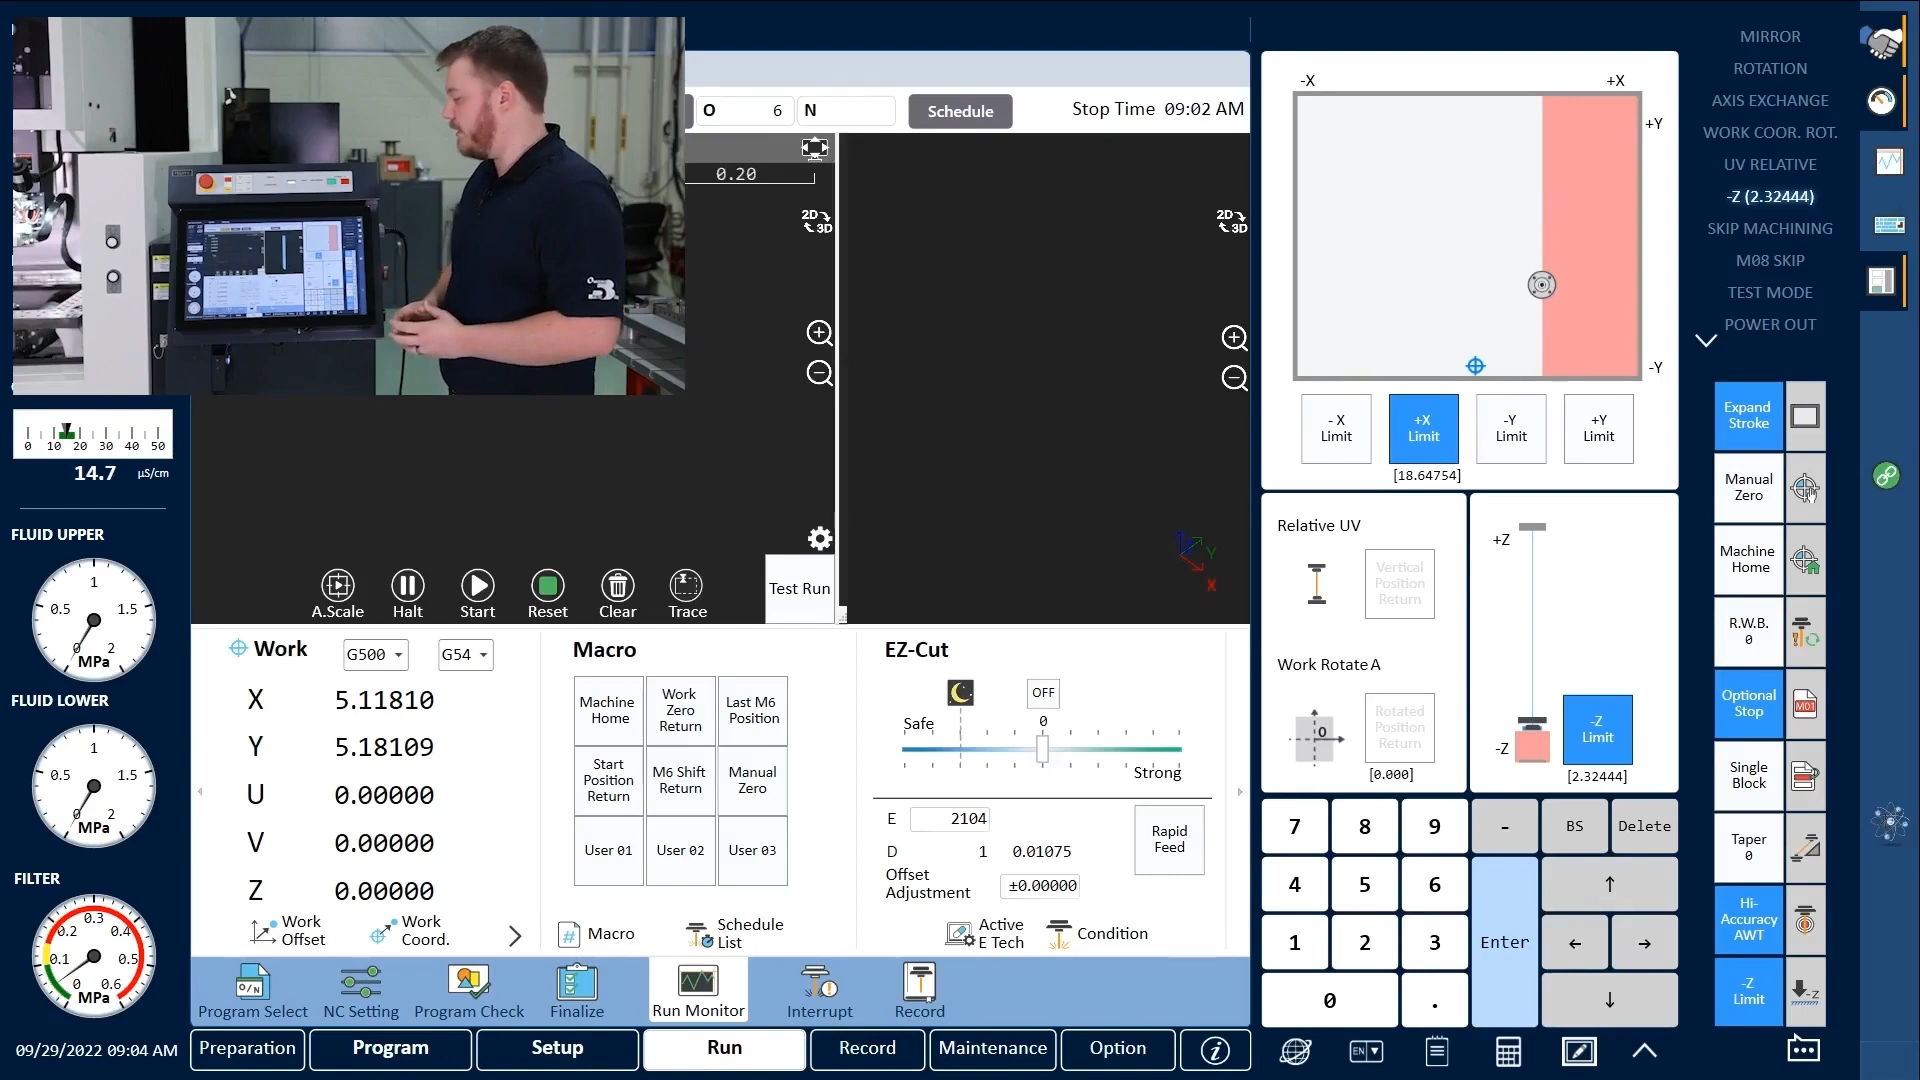 O 6 N Schedule Stop Time 09:02 AM
0.20
2D 3D
2D 3D
A.Scale Halt Start Reset Clear Trace
Test Run
0 10 20 30 40 50
14.7 µS/cm
FLUID UPPER
0 0.5 1 1.5 2
MPa
FLUID LOWER
0 0.5 1 1.5 2
MPa
FILTER
0 0.1 0.2 0.3 0.4 0.5 0.6
MPa
Z Y X
Work G500 G54
X 5.11810
Y 5.18109
U 0.00000
V 0.00000
Z 0.00000
Work Offset
Work Coord.
Macro
Machine Home
Work Zero Return
Last M6 Position
Start Position Return
M6 Shift Return
Manual Zero
User 01
User 02
User 03
# Macro
Schedule List
EZ-Cut
OFF
Safe 0
Strong
E 2104
D 1 0.01075
Offset Adjustment ±0.00000
Rapid Feed
Active E Tech
Condition
O/N
Program Select NC Setting Program Check Finalize Run Monitor Interrupt Record
09/29/2022 09:04 AM
Preparation Program Setup Run Record Maintenance Option i
EN
-X +X
+Y
-Y
-X Limit
+X Limit
-Y Limit
+Y Limit
[18.64754]
Relative UV
Vertical Position Return
Work Rotate A
0
Rotated Position Return
[0.000]
+Z
-Z
-Z Limit
[2.32444]
7 8 9 - BS Delete
4 5 6 ↑
1 2 3 Enter ← →
0 . ↓
MIRROR
ROTATION
AXIS EXCHANGE
WORK COOR. ROT.
UV RELATIVE
-Z (2.32444)
SKIP MACHINING
M08 SKIP
TEST MODE
POWER OUT
Expand Stroke
Manual Zero
Machine Home
R.W.B. 0
Optional Stop
M01
Single Block
Taper 0
Hi-Accuracy AWT
-Z Limit
-Z